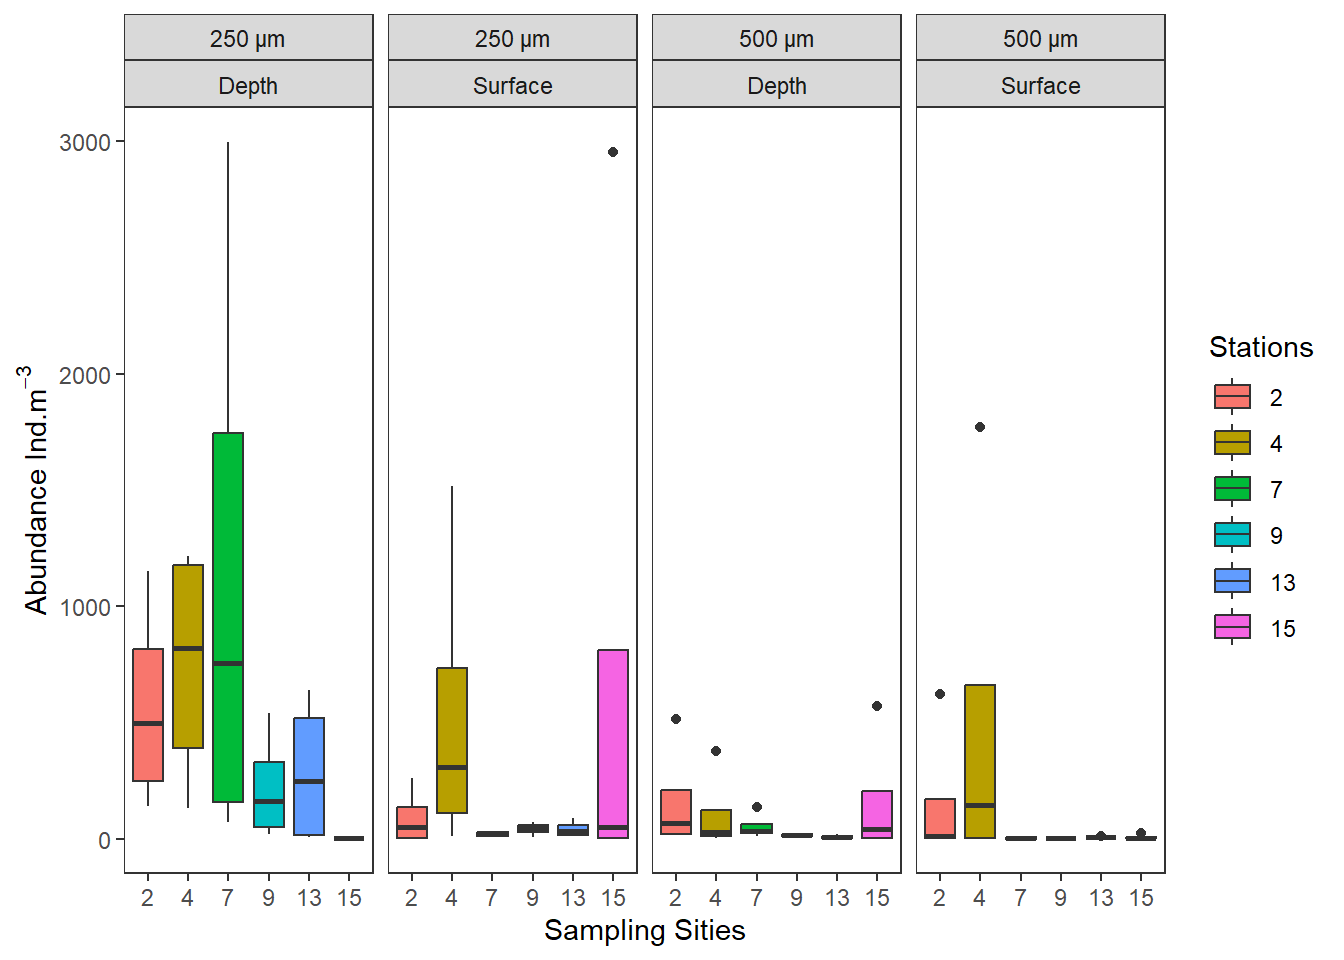 250 µm 250 µm 500 µm 500 µm
Depth Surface Depth Surface
3000
2000
1000
0
Abundance Ind.m⁻³
2 4 7 9 13 15 2 4 7 9 13 15 2 4 7 9 13 15 2 4 7 9 13 15
Sampling Sities
Stations
2
4
7
9
13
15